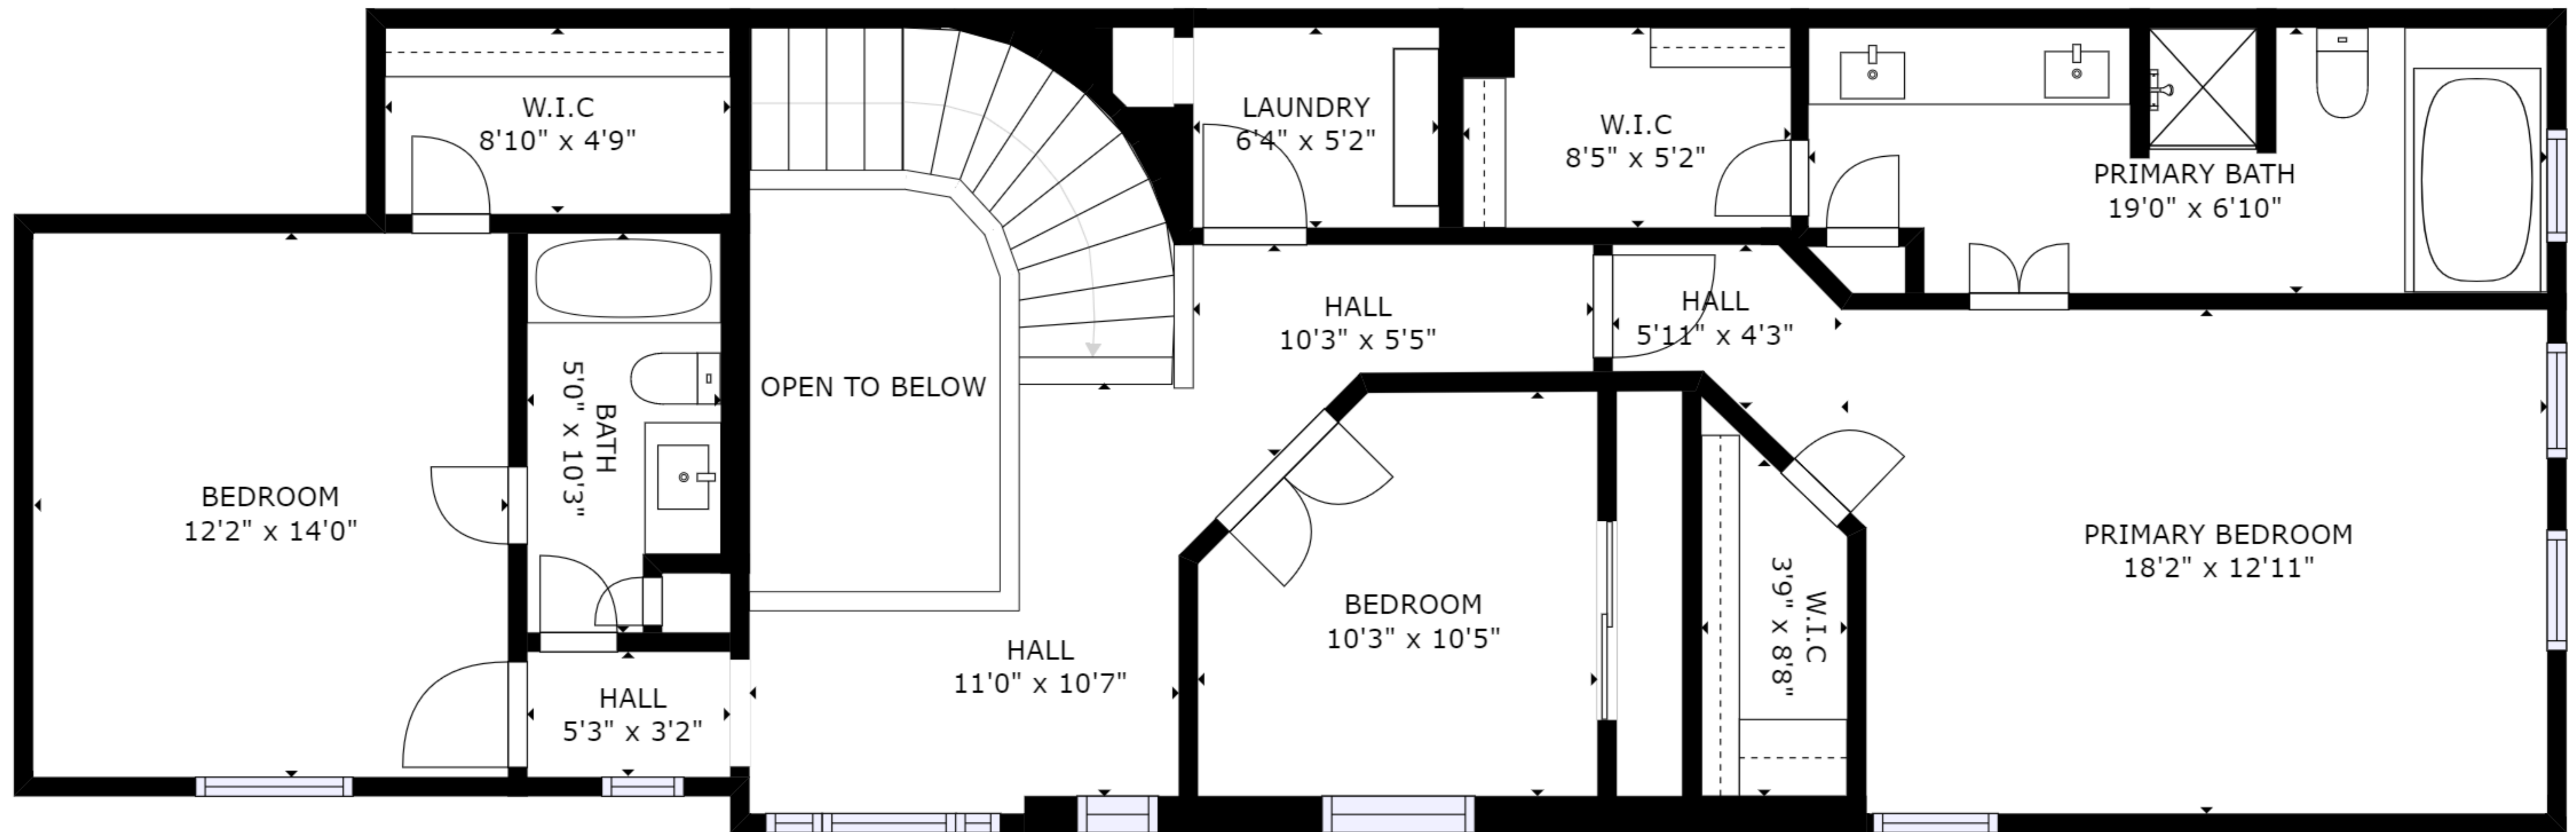 W.I.C
8'10" x 4'9"
LAUNDRY
6'4" x 5'2"
W.I.C
8'5" x 5'2"
PRIMARY BATH
19'0" x 6'10"
HALL
10'3" x 5'5"
HALL
5'11" x 4'3"
OPEN TO BELOW
BATH
5'0" x 10'3"
BEDROOM
12'2" x 14'0"
PRIMARY BEDROOM
18'2" x 12'11"
BEDROOM
10'3" x 10'5"
W.I.C
3'9" x 8'8"
HALL
11'0" x 10'7"
HALL
5'3" x 3'2"